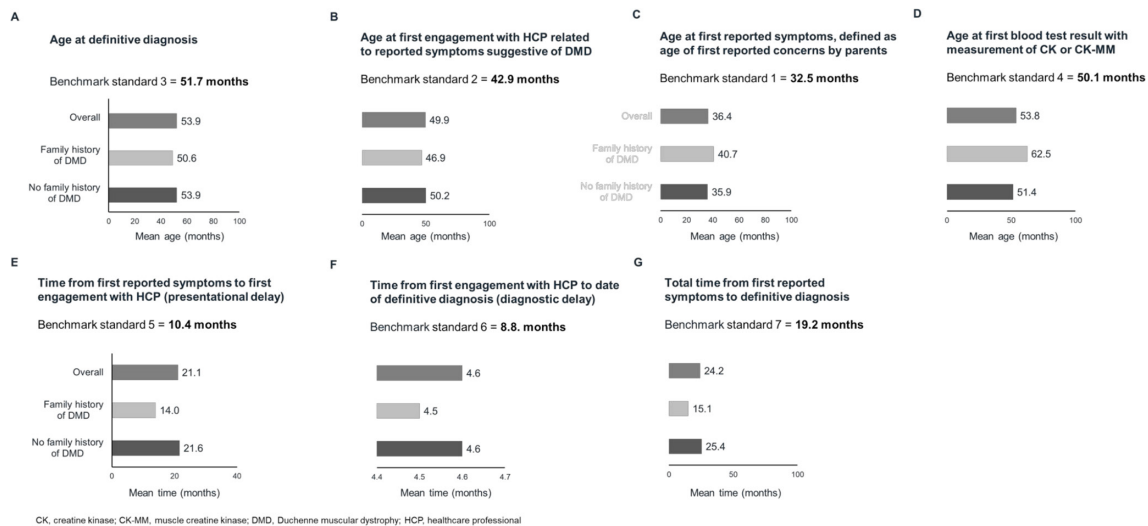 A
Age at definitive diagnosis
Benchmark standard 3 = 51.7 months
Overall
53.9
Family history
of DMD
50.6
No family history
of DMD
53.9
0 20 40 60 80 100
Mean age (months)
B
Age at first engagement with HCP related
to reported symptoms suggestive of DMD
Benchmark standard 2 = 42.9 months
49.9
46.9
50.2
0 50 100
Mean age (months)
C
Age at first reported symptoms, defined as
age of first reported concerns by parents
Benchmark standard 1 = 32.5 months
Overall
36.4
Family history
of DMD
40.7
No family history
of DMD
35.9
0 20 40 60 80 100
Mean age (months)
D
Age at first blood test result with
measurement of CK or CK-MM
Benchmark standard 4 = 50.1 months
53.8
62.5
51.4
0 50 100
Mean age (months)
E
Time from first reported symptoms to first
engagement with HCP (presentational delay)
Benchmark standard 5 = 10.4 months
Overall
21.1
Family history
of DMD
14.0
No family history
of DMD
21.6
0 20 40
Mean time (months)
F
Time from first engagement with HCP to date
of definitive diagnosis (diagnostic delay)
Benchmark standard 6 = 8.8. months
4.6
4.5
4.6
4.4 4.5 4.6 4.7
Mean time (months)
G
Total time from first reported
symptoms to definitive diagnosis
Benchmark standard 7 = 19.2 months
24.2
15.1
25.4
0 100
Mean time (months)
CK, creatine kinase; CK-MM, muscle creatine kinase; DMD, Duchenne muscular dystrophy; HCP, healthcare professional